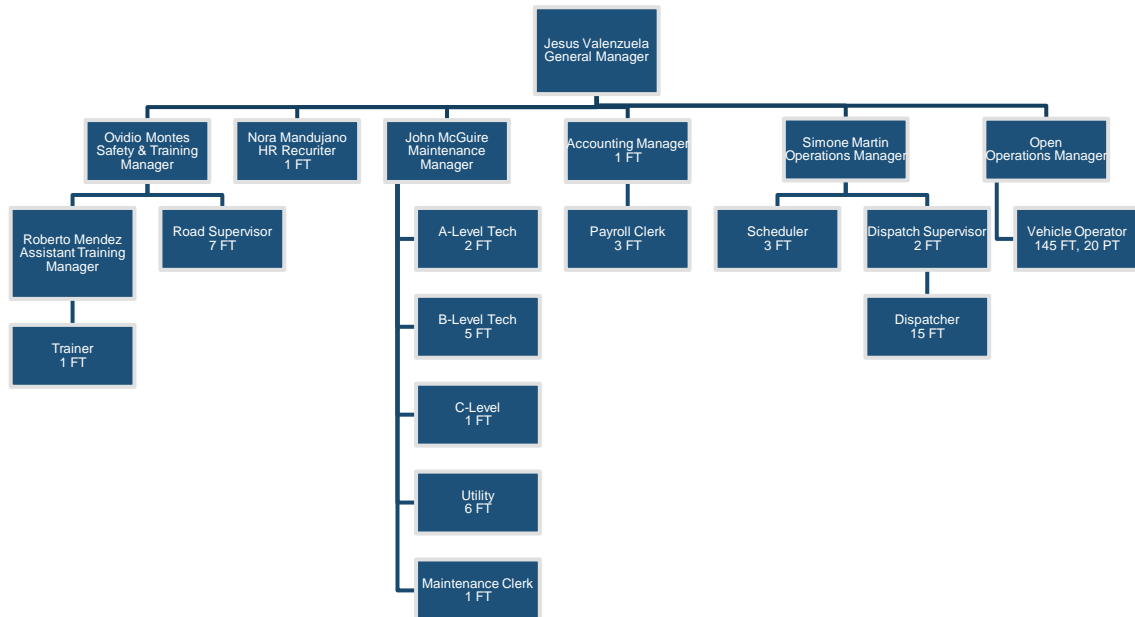 Jesus Valenzuela
General Manager
Ovidio Montes
Safety & Training
Manager
Nora Mandujano
HR Recuriter
1 FT
John McGuire
Maintenance
Manager
Accounting Manager
1 FT
Simone Martin
Operations Manager
Open
Operations Manager
Roberto Mendez
Assistant Training
Manager
Road Supervisor
7 FT
A-Level Tech
2 FT
Payroll Clerk
3 FT
Scheduler
3 FT
Dispatch Supervisor
2 FT
Vehicle Operator
145 FT, 20 PT
Trainer
1 FT
B-Level Tech
5 FT
Dispatcher
15 FT
C-Level
1 FT
Utility
6 FT
Maintenance Clerk
1 FT